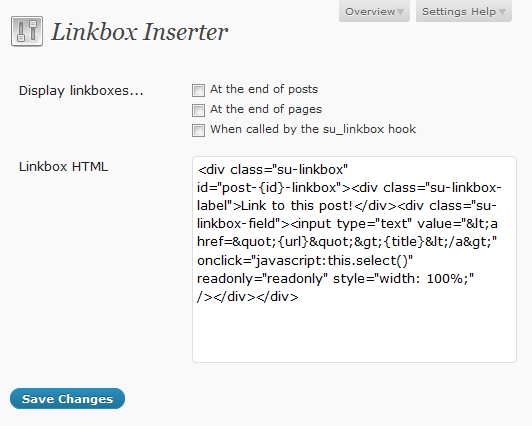 Overview
Settings Help
Linkbox Inserter
Display linkboxes...
At the end of posts
At the end of pages
When called by the su_linkbox hook
Linkbox HTML
<div class="su-linkbox"
id="post-{id}-linkbox"><div class="su-linkbox-
label">Link to this post!</div><div class="su-
linkbox-field"><input type="text" value="&lt;a
href=&quot;{url}&quot;&gt;{title}&lt;/a&gt;"
onclick="javascript:this.select()"
readonly="readonly" style="width: 100%;"
/></div></div>
Save Changes